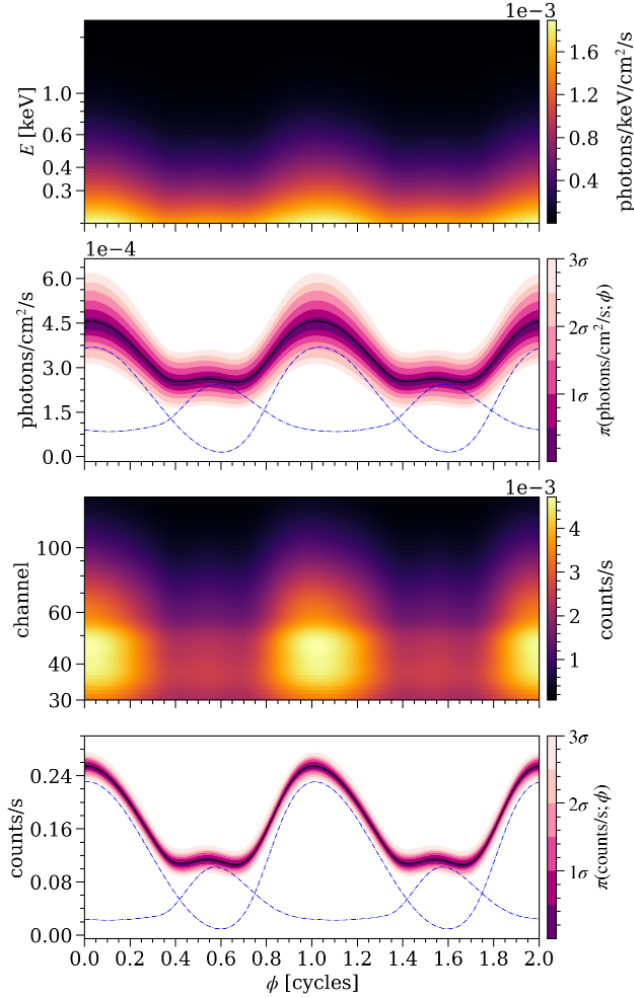 1e−3
E [keV]
1.0
0.6
0.4
0.3
1.6
1.2
0.8
0.4
photons/keV/cm²/s
1e−4
photons/cm²/s
6.0
4.5
3.0
1.5
0.0
3σ
2σ
1σ
π(photons/cm²/s; ϕ)
1e−3
channel
100
60
40
30
4
3
2
1
counts/s
counts/s
0.24
0.16
0.08
0.00
3σ
2σ
1σ
π(counts/s; ϕ)
0.0 0.2 0.4 0.6 0.8 1.0 1.2 1.4 1.6 1.8 2.0
ϕ [cycles]